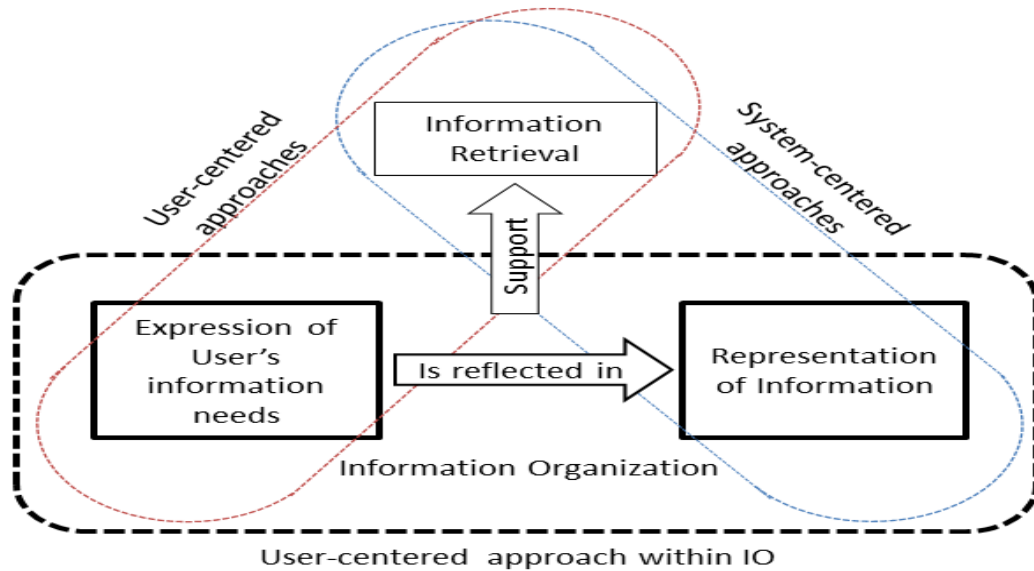 Information
Retrieval
User-centered
approaches
System-centered
approaches
Support
Expression of
User's
information
needs
Is reflected in
Representation
of Information
Information Organization
User-centered approach within IO